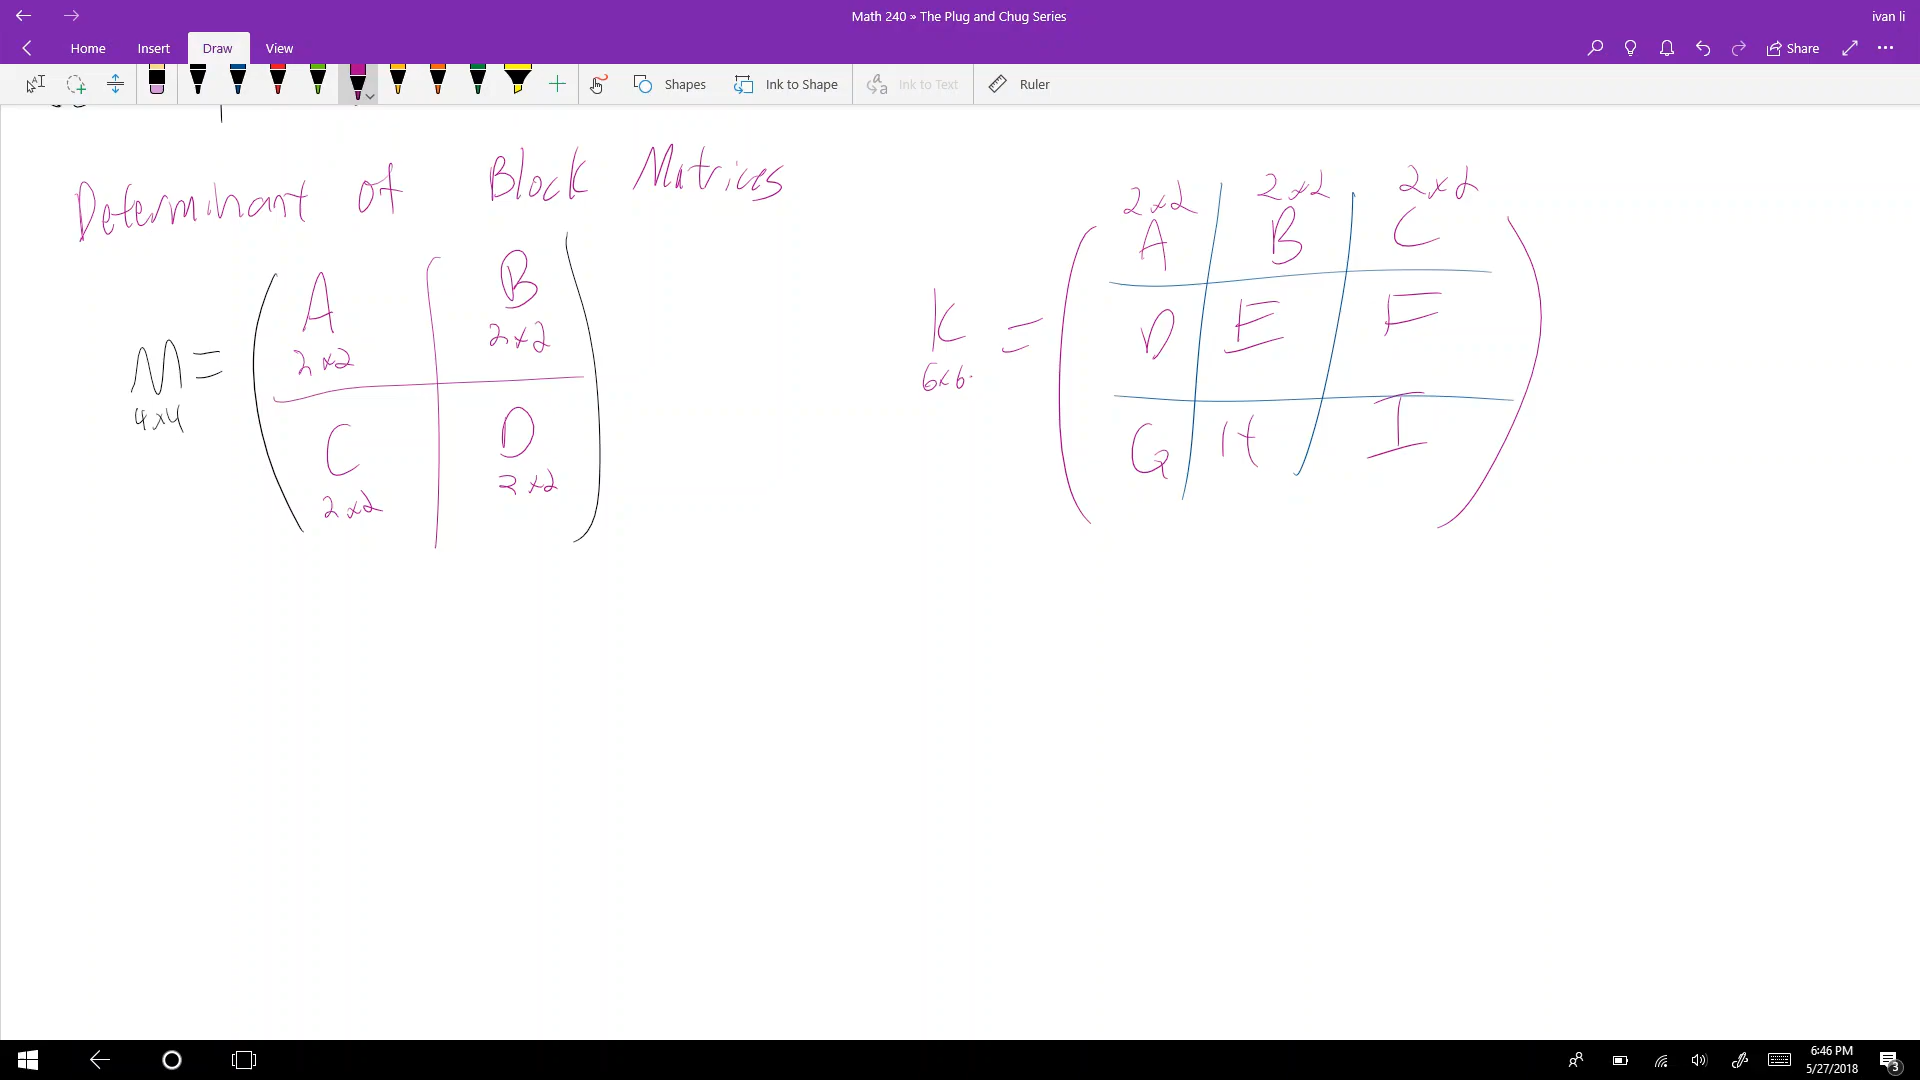 Math 240 » The Plug and Chug Series
ivan li
Home Insert Draw View
Share
Shapes Ink to Shape Ink to Text Ruler
Determinant of Block Matrices
M =
4x4
A B
2x2 2x2
C D
2x2 2x2
K =
6x6
2x2 2x2 2x2
A B C
D E F
G H I
6:46 PM
5/27/2018
3